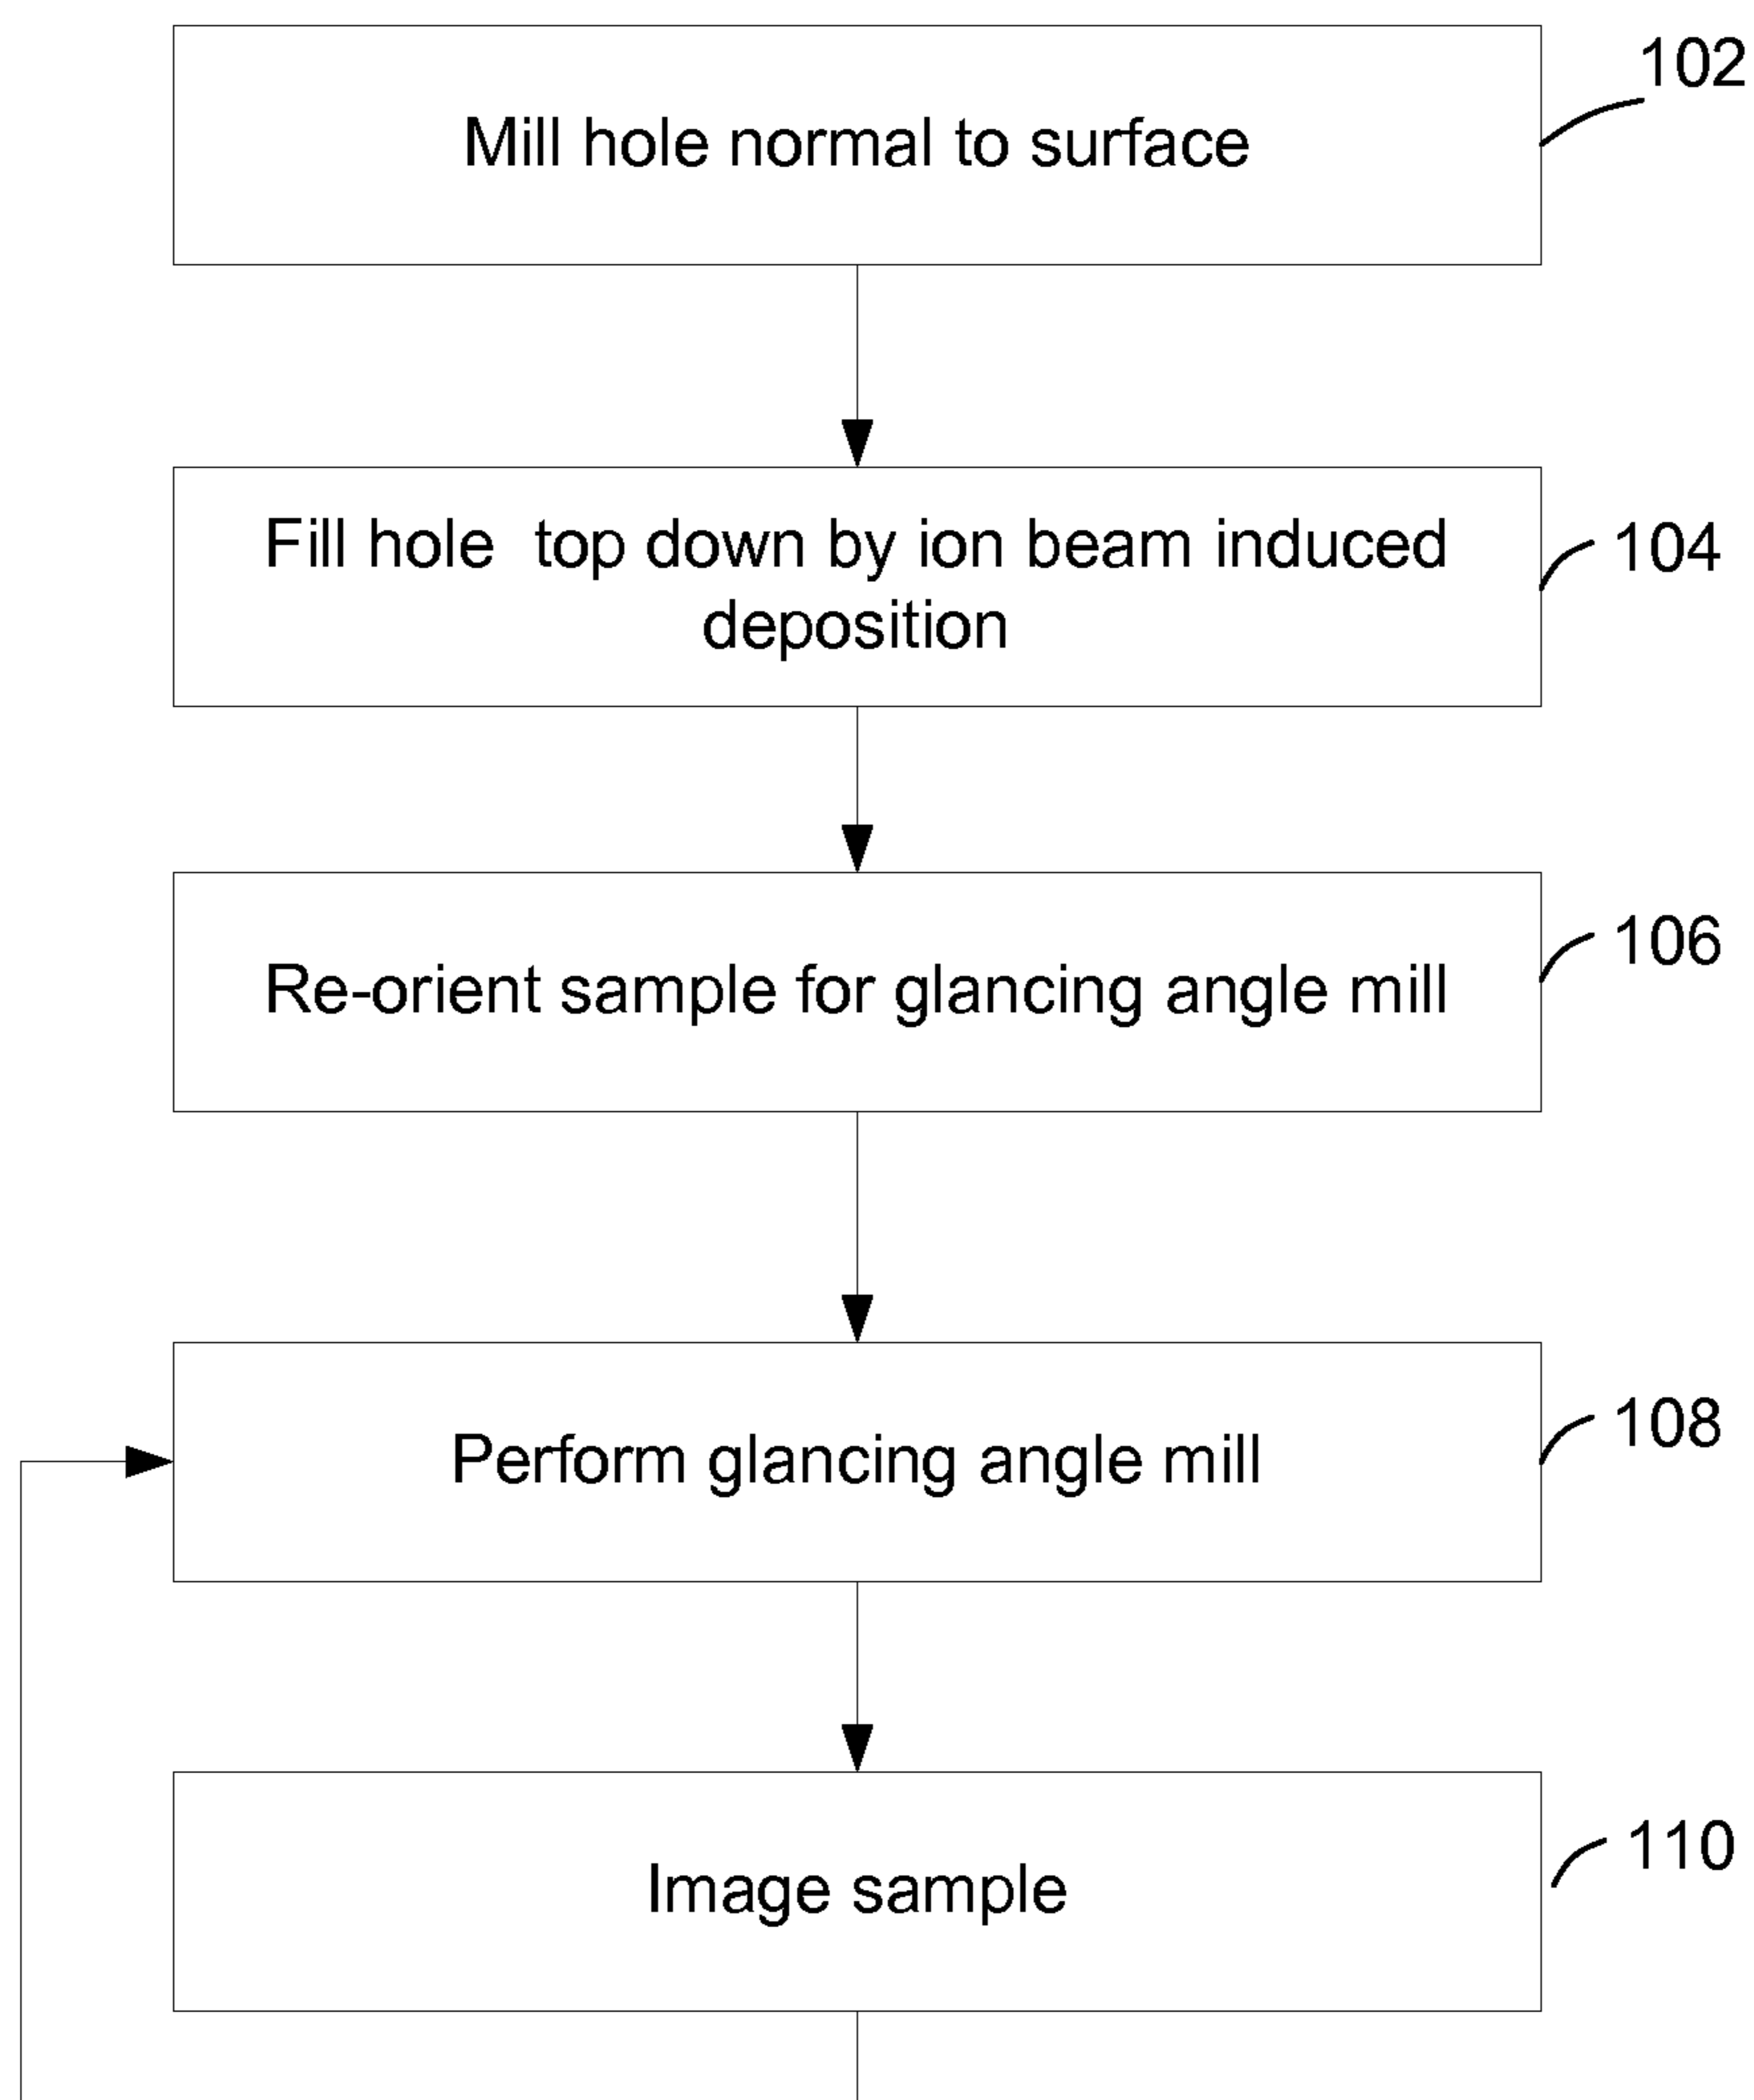 Mill hole normal to surface
102
Fill hole top down by ion beam induced
deposition
104
Re-orient sample for glancing angle mill
106
Perform glancing angle mill
108
Image sample
110